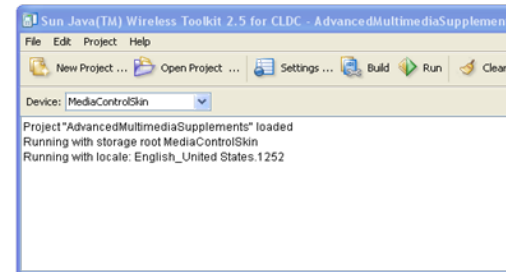 Sun Java(TM) Wireless Toolkit 2.5 for CLDC - AdvancedMultimediaSupplemen
File Edit Project Help
New Project ... Open Project ... Settings ... Build Run Clear
Device: MediaControlSkin
Project "AdvancedMultimediaSupplements" loaded
Running with storage root MediaControlSkin
Running with locale: English_United States.1252